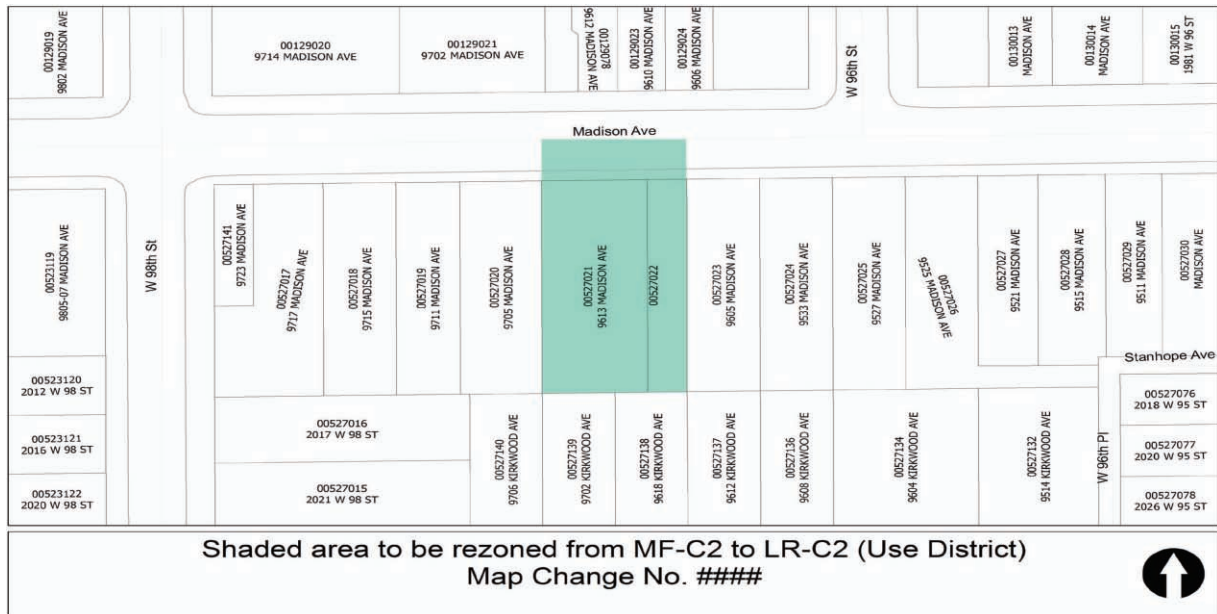 00129019
9802 MADISON AVE
00129020
9714 MADISON AVE
00129021
9702 MADISON AVE
00129078
9612 MADISON AVE
00129023
9610 MADISON AVE
00129024
9606 MADISON AVE
W 96th St
00130013
MADISON AVE
00130014
MADISON AVE
00130015
1981 W 96 ST
Madison Ave
00523119
9805-07 MADISON AVE
W 98th St
00527141
9723 MADISON AVE
00527017
9717 MADISON AVE
00527018
9715 MADISON AVE
00527019
9711 MADISON AVE
00527020
9705 MADISON AVE
00527021
9613 MADISON AVE
00527022
00527023
9605 MADISON AVE
00527024
9533 MADISON AVE
00527025
9527 MADISON AVE
00527026
9525 MADISON AVE
00527027
9521 MADISON AVE
00527028
9515 MADISON AVE
00527029
9511 MADISON AVE
00527030
MADISON AVE
Stanhope Ave
00523120
2012 W 98 ST
00523121
2016 W 98 ST
00523122
2020 W 98 ST
00527016
2017 W 98 ST
00527015
2021 W 98 ST
00527140
9706 KIRKWOOD AVE
00527139
9702 KIRKWOOD AVE
00527138
9618 KIRKWOOD AVE
00527137
9612 KIRKWOOD AVE
00527136
9608 KIRKWOOD AVE
00527134
9604 KIRKWOOD AVE
00527132
9514 KIRKWOOD AVE
W 96th Pl
00527076
2018 W 95 ST
00527077
2020 W 95 ST
00527078
2026 W 95 ST
Shaded area to be rezoned from MF-C2 to LR-C2 (Use District)
Map Change No. ####